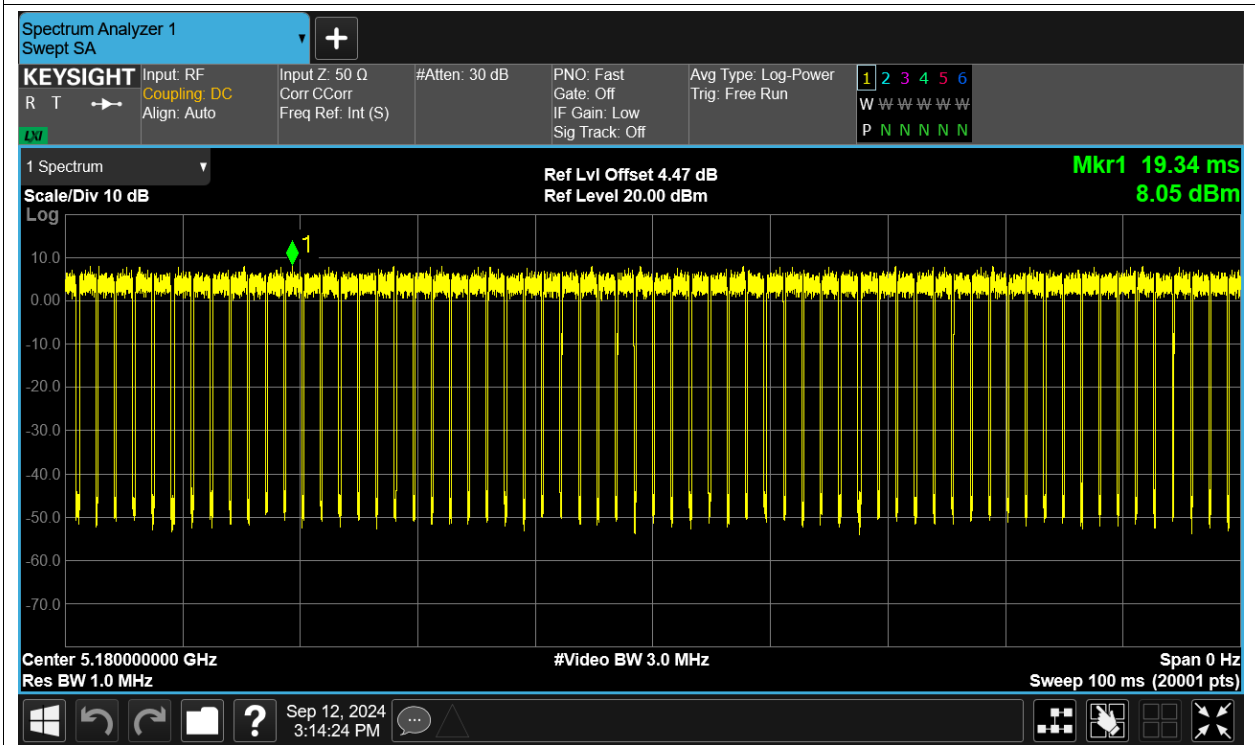 Spectrum Analyzer 1
Swept SA
KEYSIGHT
R T
LXI
Input: RF
Coupling: DC
Align: Auto
Input Z: 50 Ω
Corr CCorr
Freq Ref: Int (S)
#Atten: 30 dB
PNO: Fast
Gate: Off
IF Gain: Low
Sig Track: Off
Avg Type: Log-Power
Trig: Free Run
1 2 3 4 5 6
W W W W W W
P N N N N N
1 Spectrum
Scale/Div 10 dB
Ref Lvl Offset 4.47 dB
Ref Level 20.00 dBm
Mkr1 19.34 ms
8.05 dBm
Log
1
10.0
0.00
-10.0
-20.0
-30.0
-40.0
-50.0
-60.0
-70.0
Center 5.180000000 GHz
Res BW 1.0 MHz
#Video BW 3.0 MHz
Span 0 Hz
Sweep 100 ms (20001 pts)
?
Sep 12, 2024
3:14:24 PM